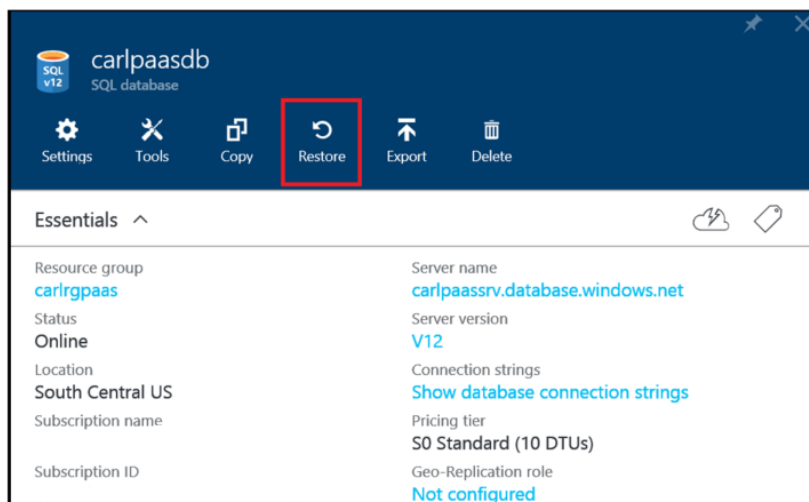 carlpaasdb
SQL database
SQL
v12
Settings Tools Copy Restore Export Delete
Essentials
Resource group
carlrgpaas
Status
Online
Location
South Central US
Subscription name
Subscription ID
Server name
carlpaassrv.database.windows.net
Server version
V12
Connection strings
Show database connection strings
Pricing tier
S0 Standard (10 DTUs)
Geo-Replication role
Not configured